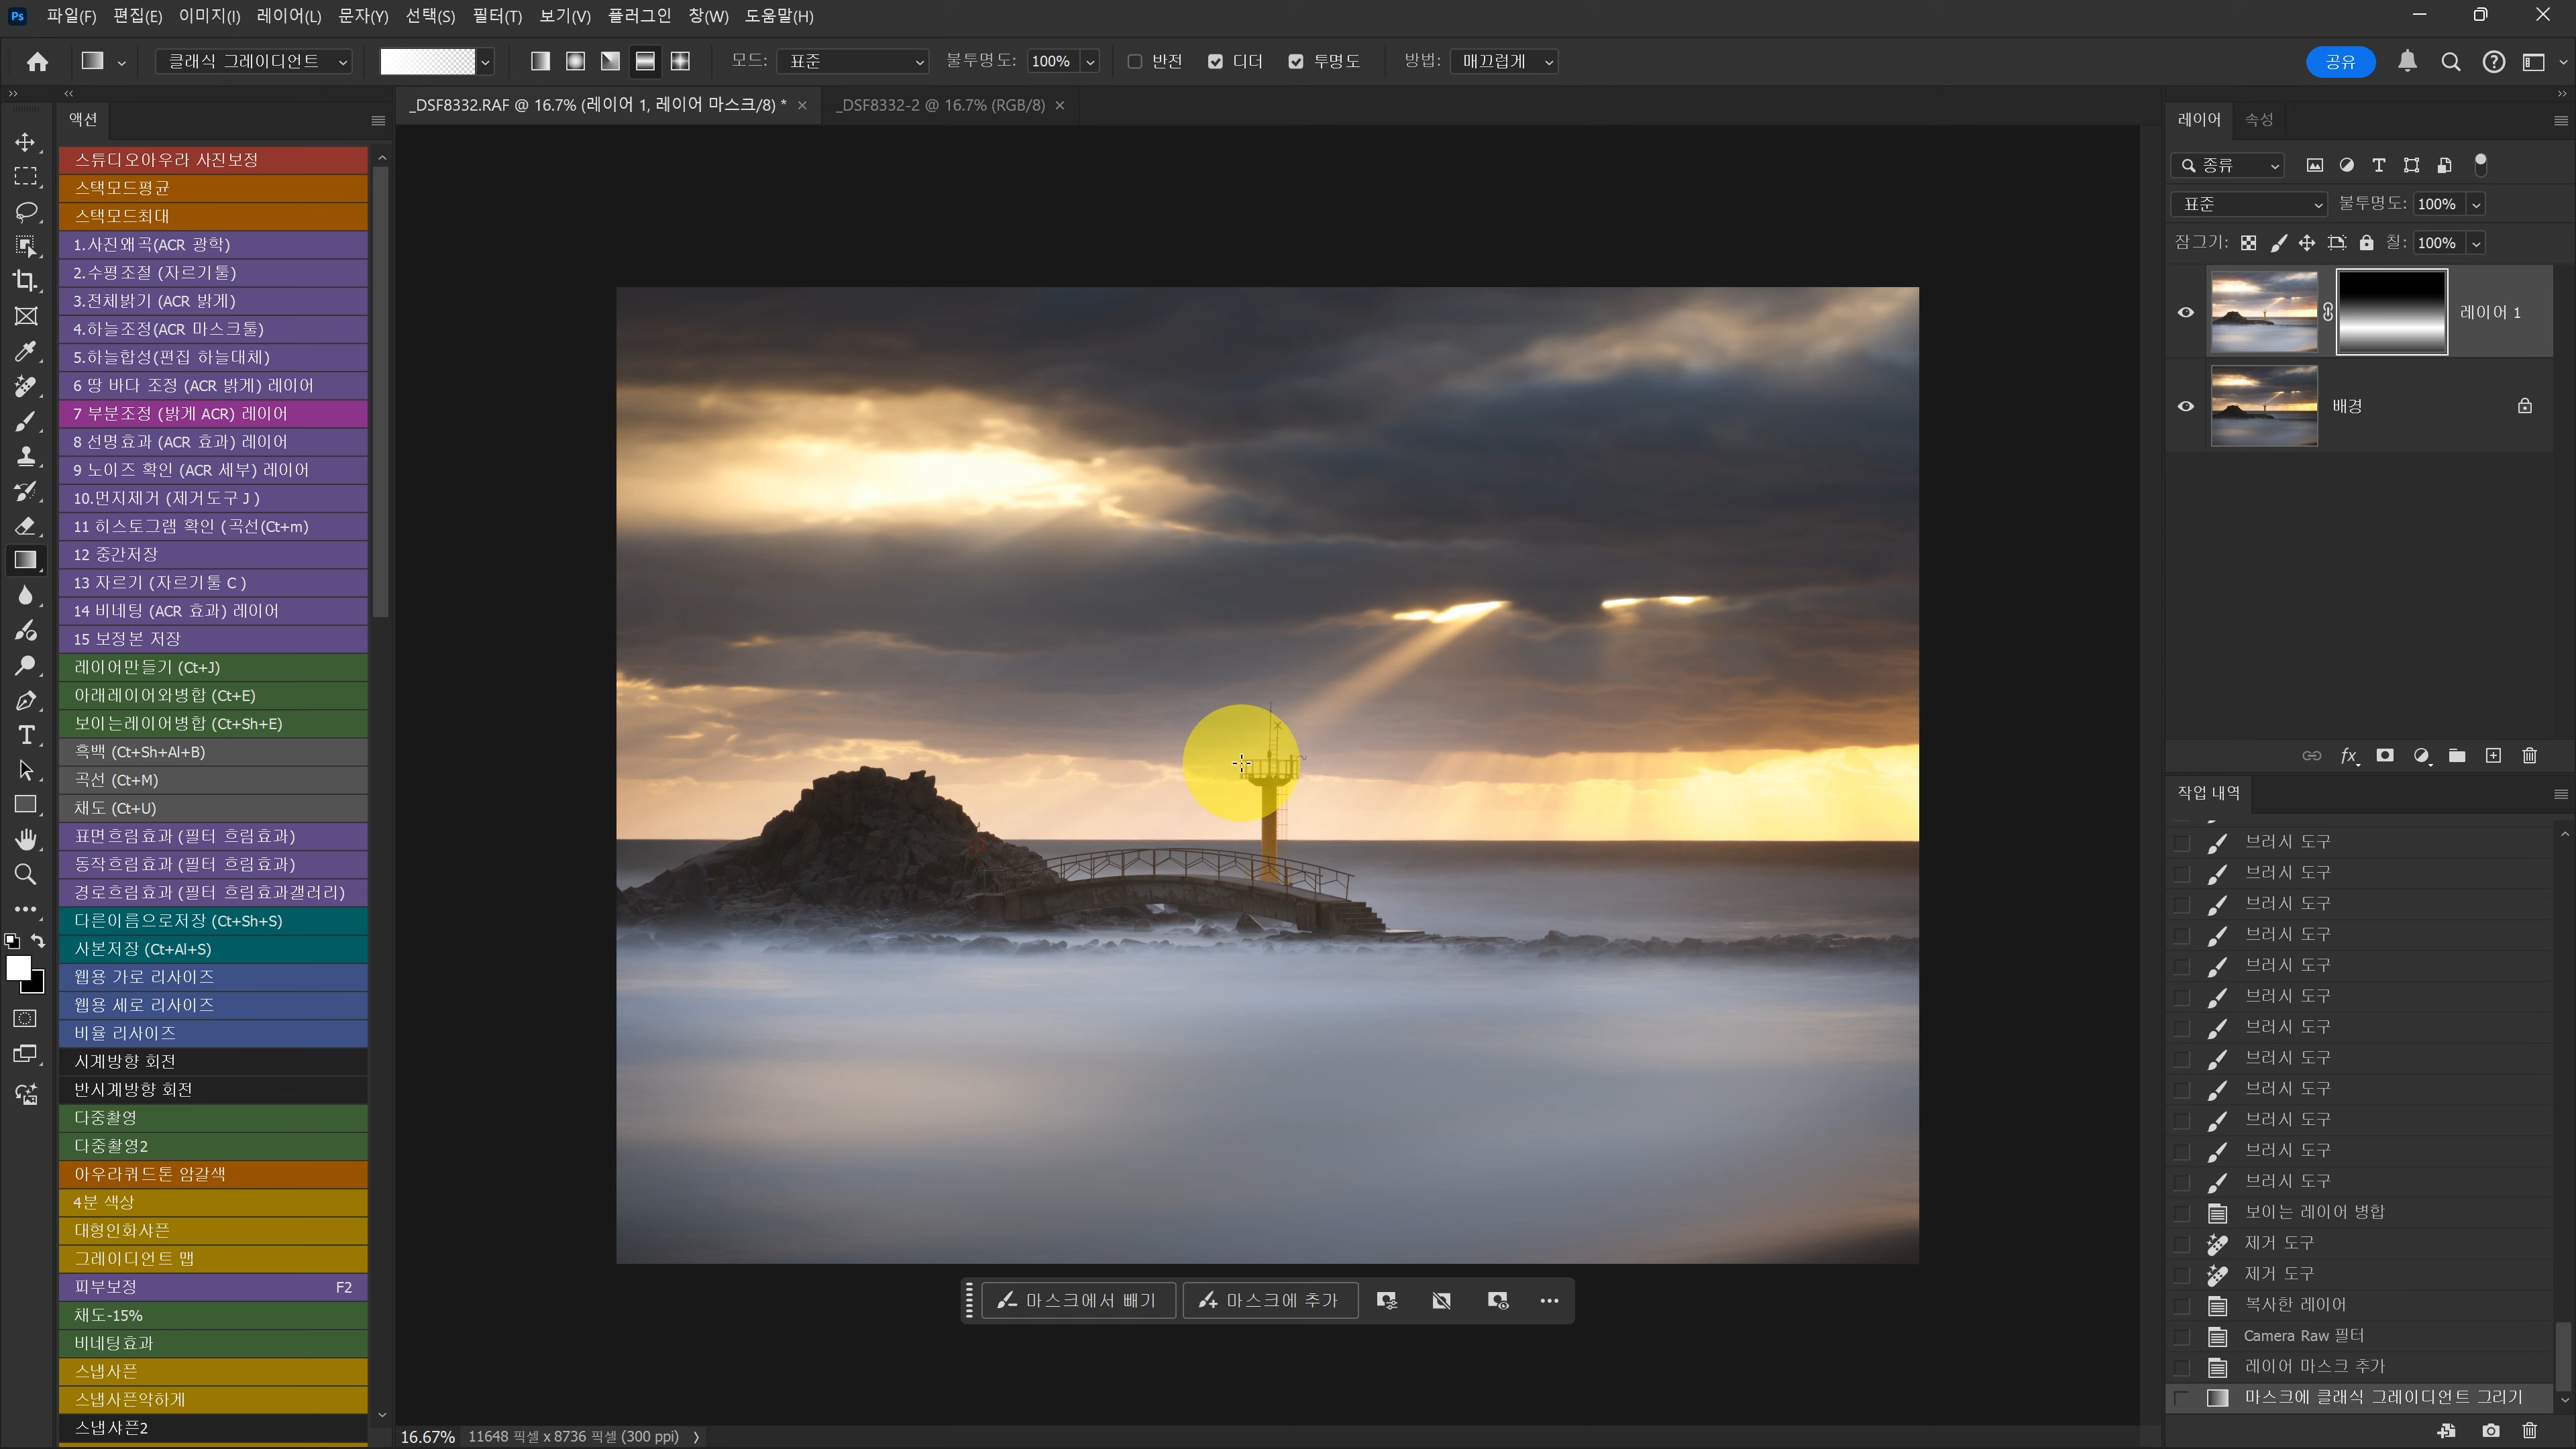 Ps 파일(F) 편집(E) 이미지(I) 레이어(L) 문자(Y) 선택(S) 필터(T) 보기(V) 플러그인 창(W) 도움말(H)
클래식 그레이디언트 모드: 표준 불투명도: 100% 반전 디더 투명도 방법: 매끄럽게 공유
액션
_DSF8332.RAF @ 16.7% (레이어 1, 레이어 마스크/8) * × _DSF8332-2 @ 16.7% (RGB/8) ×
스튜디오아우라 사진보정
스택모드평균
스택모드최대
1.사진왜곡(ACR 광학)
2.수평조절 (자르기툴)
3.전체밝기 (ACR 밝게)
4.하늘조정(ACR 마스크툴)
5.하늘합성(편집 하늘대체)
6 땅 바다 조정 (ACR 밝게) 레이어
7 부분조정 (밝게 ACR) 레이어
8 선명효과 (ACR 효과) 레이어
9 노이즈 확인 (ACR 세부) 레이어
10.먼지제거 (제거도구 J )
11 히스토그램 확인 (곡선(Ct+m)
12 중간저장
13 자르기 (자르기툴 C )
14 비네팅 (ACR 효과) 레이어
15 보정본 저장
레이어만들기 (Ct+J)
아래레이어와병합 (Ct+E)
보이는레이어병합 (Ct+Sh+E)
흑백 (Ct+Sh+Al+B)
곡선 (Ct+M)
채도 (Ct+U)
표면흐림효과 (필터 흐림효과)
동작흐림효과 (필터 흐림효과)
경로흐림효과 (필터 흐림효과갤러리)
다른이름으로저장 (Ct+Sh+S)
사본저장 (Ct+Al+S)
웹용 가로 리사이즈
웹용 세로 리사이즈
비율 리사이즈
시계방향 회전
반시계방향 회전
다중촬영
다중촬영2
아우라쿼드톤 암갈색
4분 색상
대형인화샤픈
그레이디언트 맵
피부보정 F2
채도-15%
비네팅효과
스냅샤픈
스냅샤픈약하게
스냅샤픈2
마스크에서 빼기 마스크에 추가
16.67% 11648 픽셀 x 8736 픽셀 (300 ppi)
레이어 속성
종류
표준 불투명도: 100%
잠그기: 칠: 100%
레이어 1
배경
fx
작업 내역
브러시 도구
브러시 도구
브러시 도구
브러시 도구
브러시 도구
브러시 도구
브러시 도구
브러시 도구
브러시 도구
브러시 도구
브러시 도구
브러시 도구
보이는 레이어 병합
제거 도구
제거 도구
복사한 레이어
Camera Raw 필터
레이어 마스크 추가
마스크에 클래식 그레이디언트 그리기